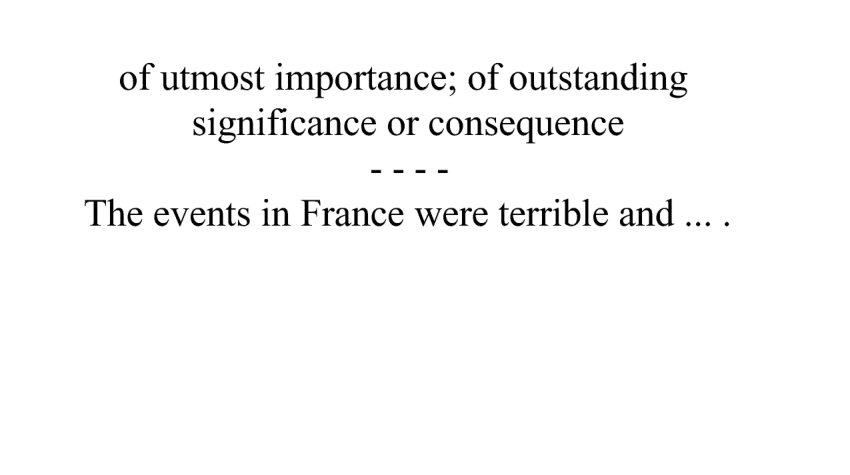 of utmost importance; of outstanding
significance or consequence
- - - -
The events in France were terrible and ... .